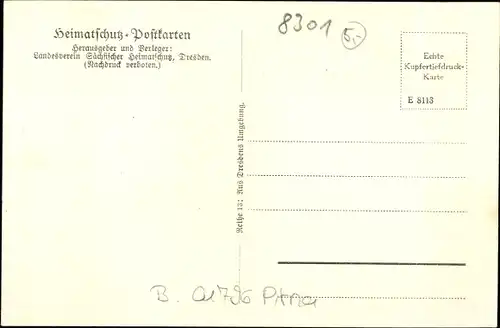 Heimatschutz-Postkarten
Herausgeber und Verleger:
Landesverein Sächsischer Heimatschutz, Dresden.
(Nachdruck verboten.)
8301
5,-
Echte
Kupfertiefdruck-
Karte
E 8113
Reihe 13: Aus Dresdens Umgebung.
B. 01796 Pirna